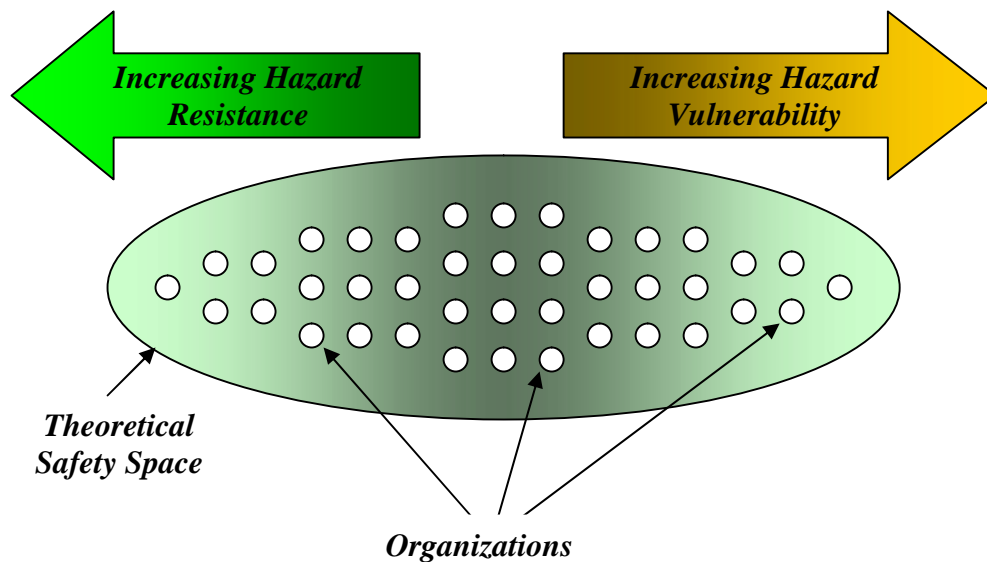 Increasing Hazard
Resistance
Increasing Hazard
Vulnerability
Theoretical
Safety Space
Organizations